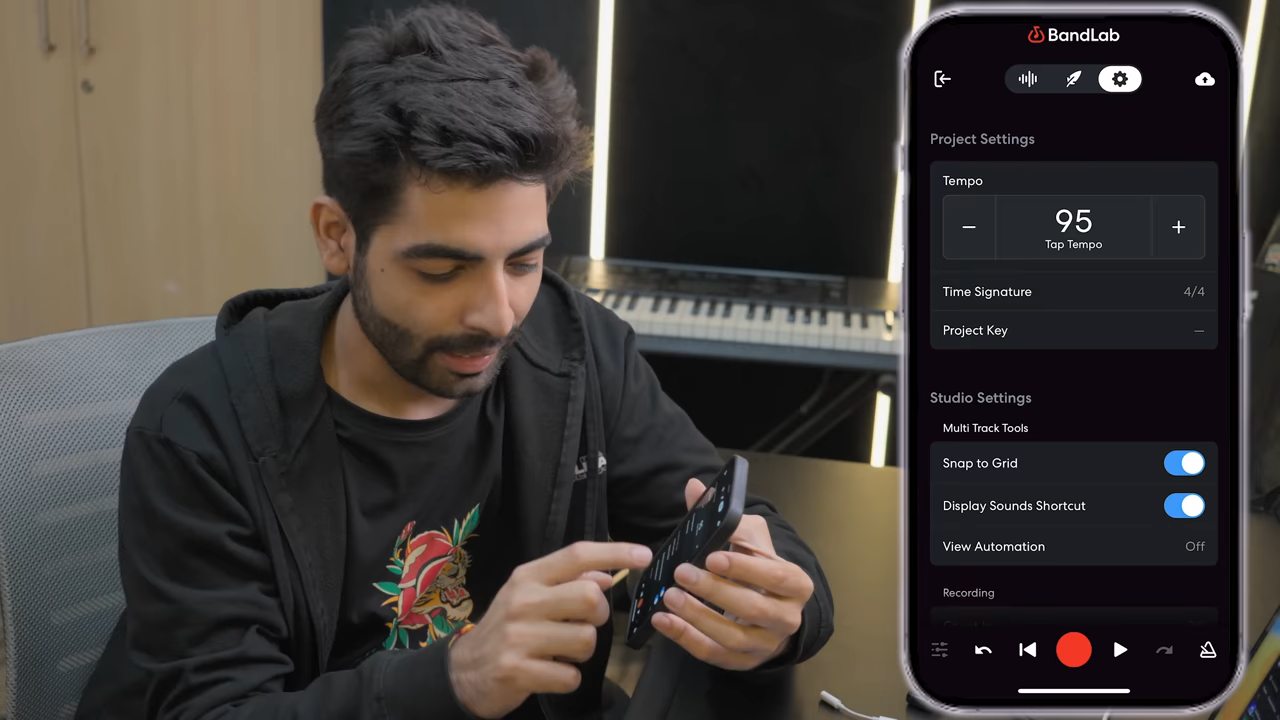 BandLab
Project Settings
Tempo
95
Tap Tempo
Time Signature 4/4
Project Key –
Studio Settings
Multi Track Tools
Snap to Grid
Display Sounds Shortcut
View Automation Off
Recording